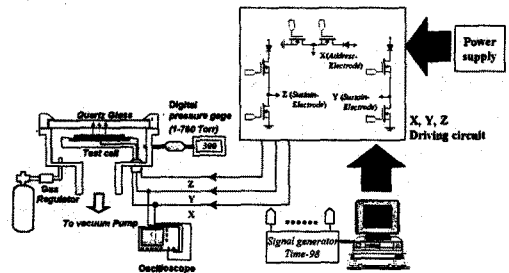 X(Address-
Electrode)
Z (Sustain-
Electrode)
Y (Sustain-
Electrode)
Power
supply
X, Y, Z
Driving circuit
Quartz Glass
Digital
pressure gage
(1-760 Torr)
300
Test cell
Gas
Regulator
To vacuum Pump
Z
Y
X
Oscilloscope
Signal generator
Time-98